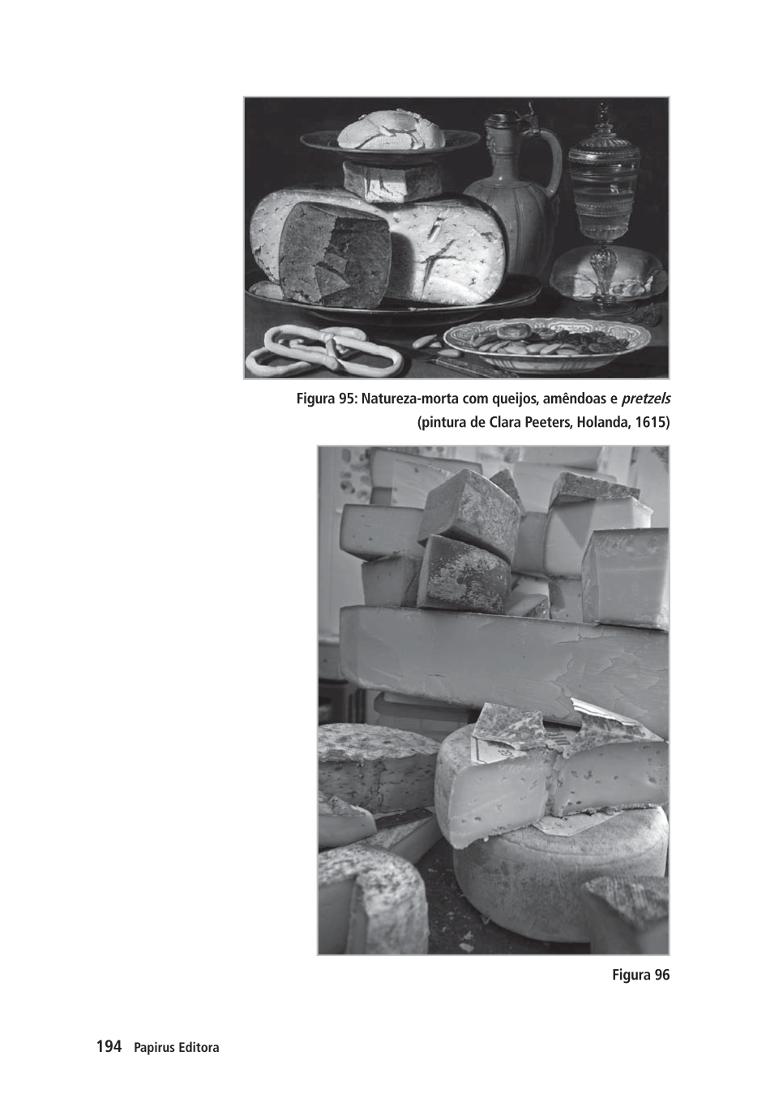 Figura 95: Natureza-morta com queijos, amêndoas e pretzels
(pintura de Clara Peeters, Holanda, 1615)
Figura 96
194 Papirus Editora